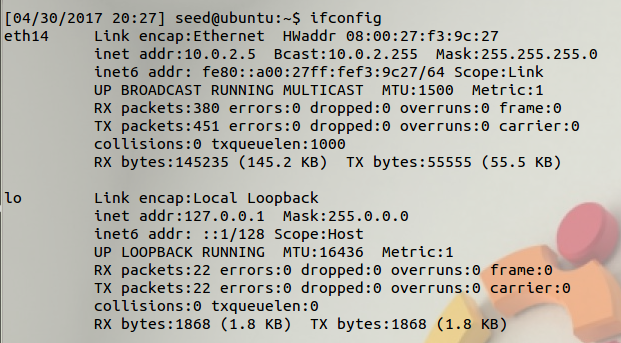 [04/30/2017 20:27] seed@ubuntu:~$ ifconfig
eth14     Link encap:Ethernet  HWaddr 08:00:27:f3:9c:27
          inet addr:10.0.2.5  Bcast:10.0.2.255  Mask:255.255.255.0
          inet6 addr: fe80::a00:27ff:fef3:9c27/64 Scope:Link
          UP BROADCAST RUNNING MULTICAST  MTU:1500  Metric:1
          RX packets:380 errors:0 dropped:0 overruns:0 frame:0
          TX packets:451 errors:0 dropped:0 overruns:0 carrier:0
          collisions:0 txqueuelen:1000
          RX bytes:145235 (145.2 KB)  TX bytes:55555 (55.5 KB)
lo        Link encap:Local Loopback
          inet addr:127.0.0.1  Mask:255.0.0.0
          inet6 addr: ::1/128 Scope:Host
          UP LOOPBACK RUNNING  MTU:16436  Metric:1
          RX packets:22 errors:0 dropped:0 overruns:0 frame:0
          TX packets:22 errors:0 dropped:0 overruns:0 carrier:0
          collisions:0 txqueuelen:0
          RX bytes:1868 (1.8 KB)  TX bytes:1868 (1.8 KB)